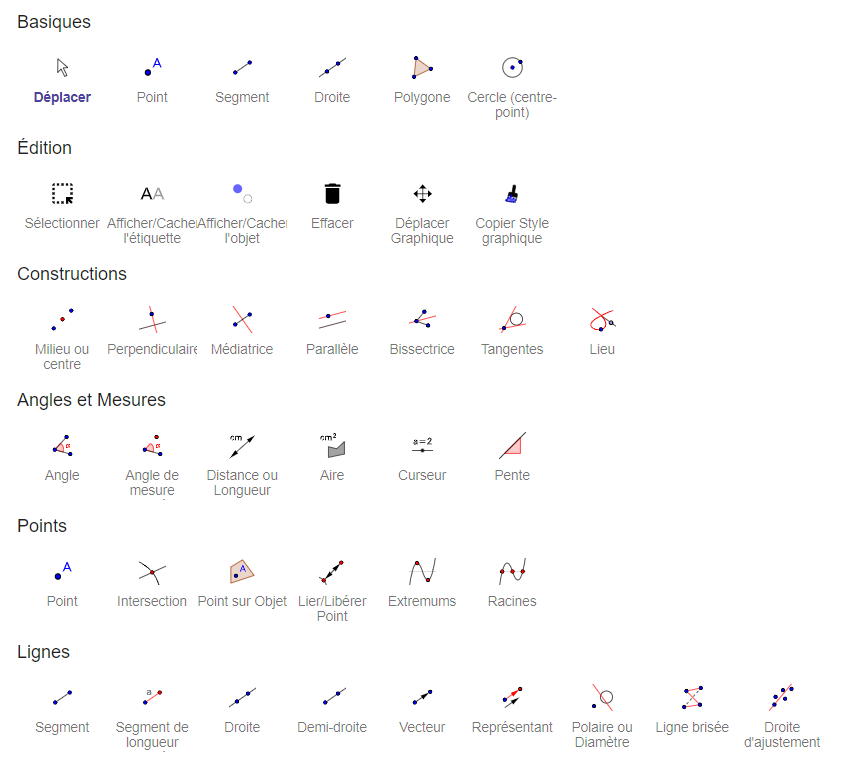 Basiques
A
Déplacer Point Segment Droite Polygone Cercle (centre-
point)
Édition
AA
Sélectionner Afficher/Cacher Afficher/Cacher Effacer Déplacer Copier Style
l'étiquette l'objet Graphique graphique
Constructions
Milieu ou Perpendiculaire Médiatrice Parallèle Bissectrice Tangentes Lieu
centre
Angles et Mesures
α α cm cm² a=2
Angle Angle de Distance ou Aire Curseur Pente
mesure Longueur
Points
A A
Point Intersection Point sur Objet Lier/Libérer Extremums Racines
Point
Lignes
a
Segment Segment de Droite Demi-droite Vecteur Représentant Polaire ou Ligne brisée Droite
longueur Diamètre d'ajustement